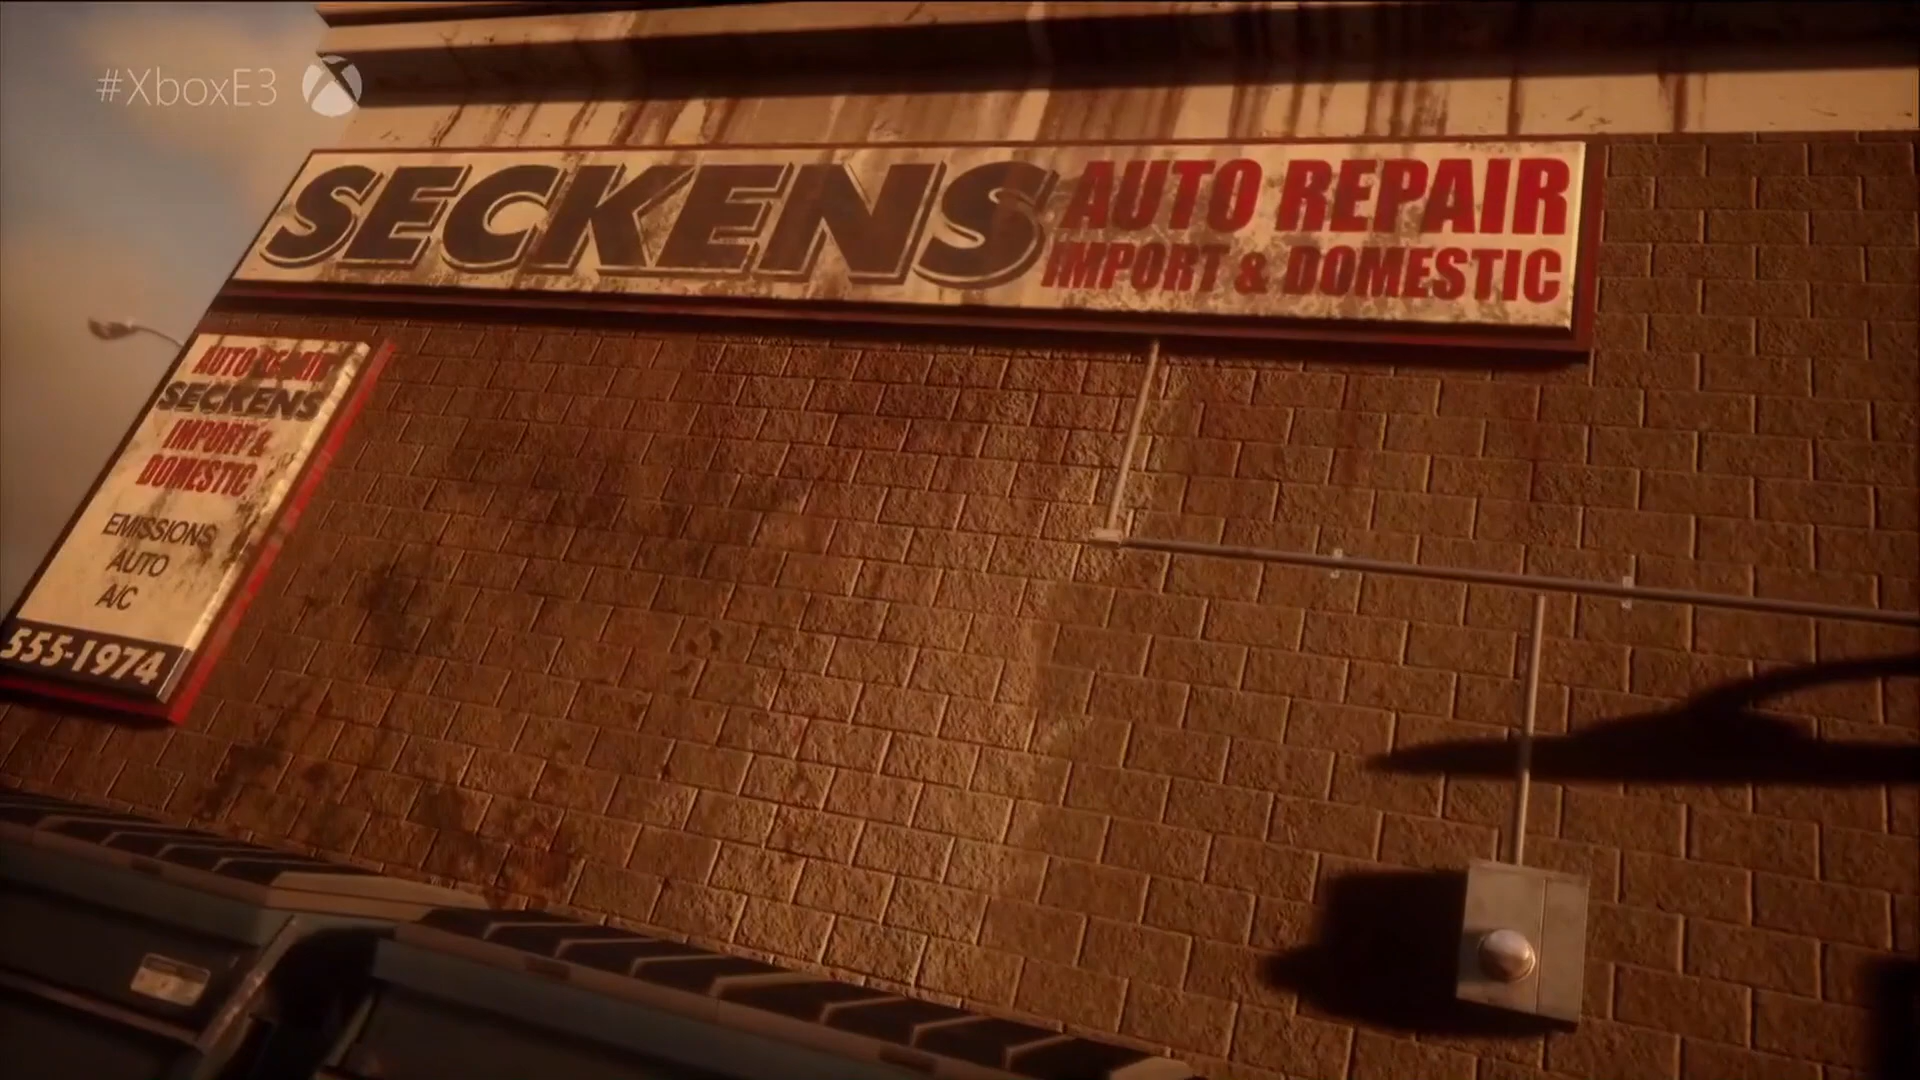 #XboxE3
SECKENS AUTO REPAIR
IMPORT & DOMESTIC
AUTO REPAIR
SECKENS
IMPORT &
DOMESTIC
EMISSIONS
AUTO
A/C
555-1974